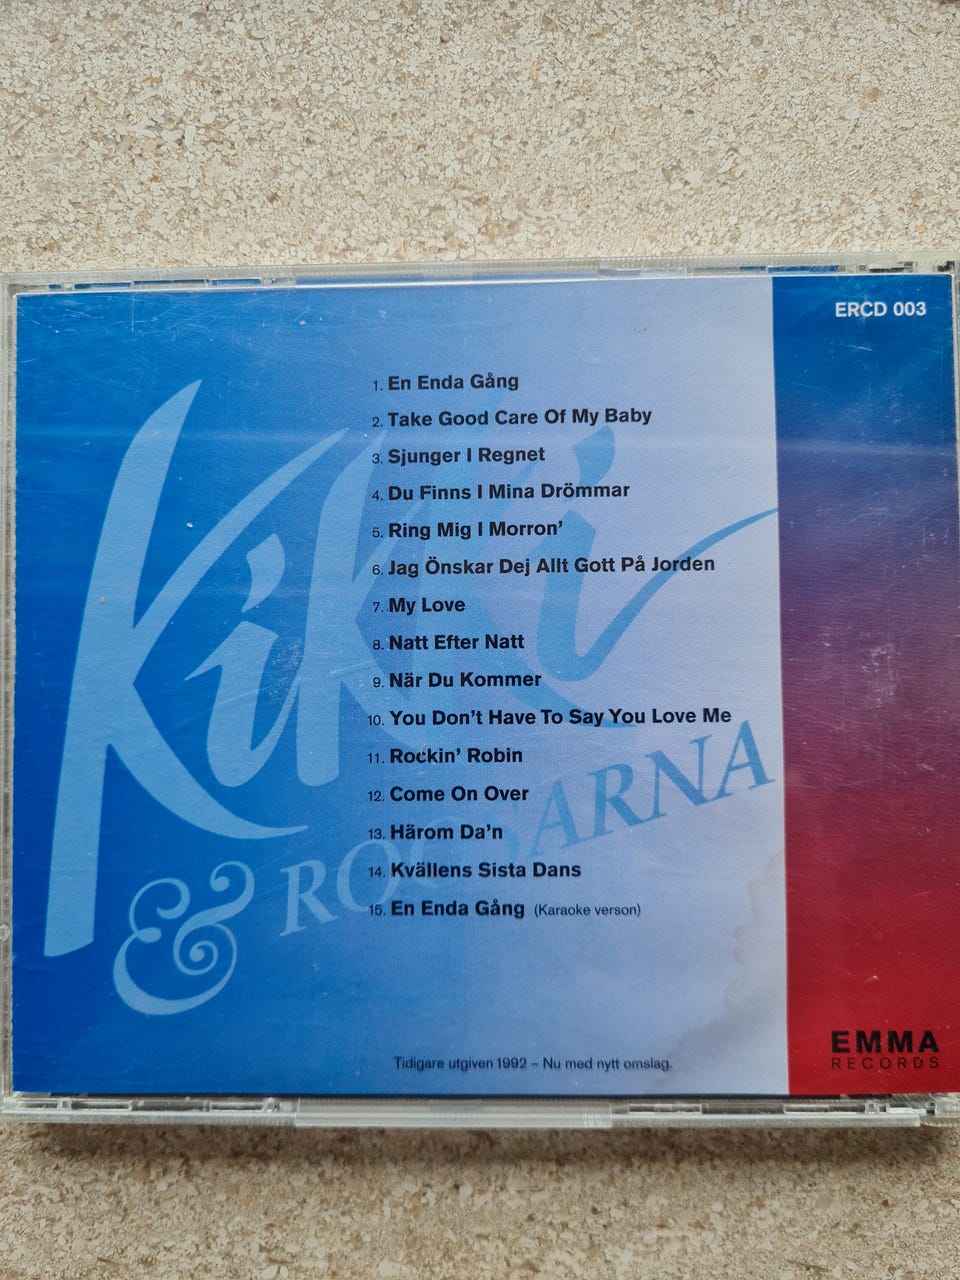 ERCD 003
1. En Enda Gång
2. Take Good Care Of My Baby
3. Sjunger I Regnet
4. Du Finns I Mina Drömmar
5. Ring Mig I Morron'
6. Jag Önskar Dej Allt Gott På Jorden
7. My Love
8. Natt Efter Natt
9. När Du Kommer
10. You Don't Have To Say You Love Me
11. Rockin' Robin
12. Come On Over
13. Härom Da'n
14. Kvällens Sista Dans
15. En Enda Gång (Karaoke verson)
Kikki
& ROOSARNA
Tidigare utgiven 1992 – Nu med nytt omslag.
EMMA
RECORDS